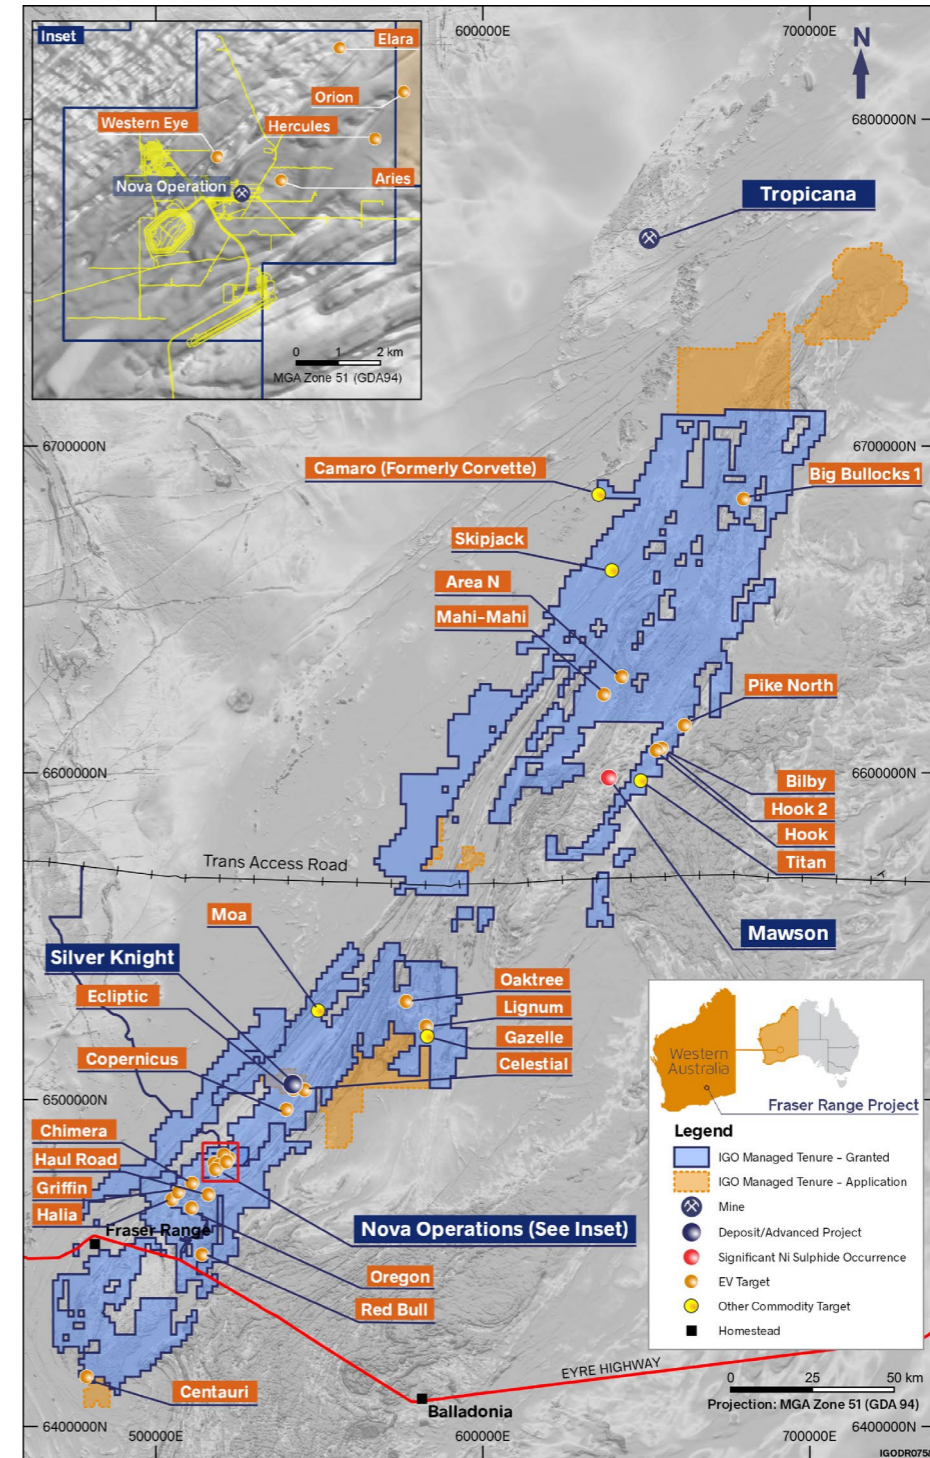 600000E
700000E
Inset
Elara
N
Orion
Western Eye
Hercules
6800000N
Nova Operation
Aries
Tropicana
0 1 2 km
MGA Zone 51 (GDA94)
6700000N
6700000N
Camaro (Formerly Corvette)
Big Bullocks 1
Skipjack
Area N
Mahi-Mahi
Pike North
6600000N
6600000N
Bilby
Hook 2
Hook
Titan
Trans Access Road
Moa
Mawson
Silver Knight
Oaktree
Ecliptic
Lignum
Gazelle
Copernicus
Celestial
Western
Australia
6500000N
Fraser Range Project
Chimera
Legend
Haul Road
IGO Managed Tenure – Granted
Griffin
IGO Managed Tenure – Application
Halia
Mine
Fraser Range
Nova Operations (See Inset)
Deposit/Advanced Project
Significant Ni Sulphide Occurrence
Oregon
EV Target
Red Bull
Other Commodity Target
Homestead
EYRE HIGHWAY
0 25 50 km
Centauri
Projection: MGA Zone 51 (GDA 94)
Balladonia
6400000N
6400000N
500000E
600000E
700000E